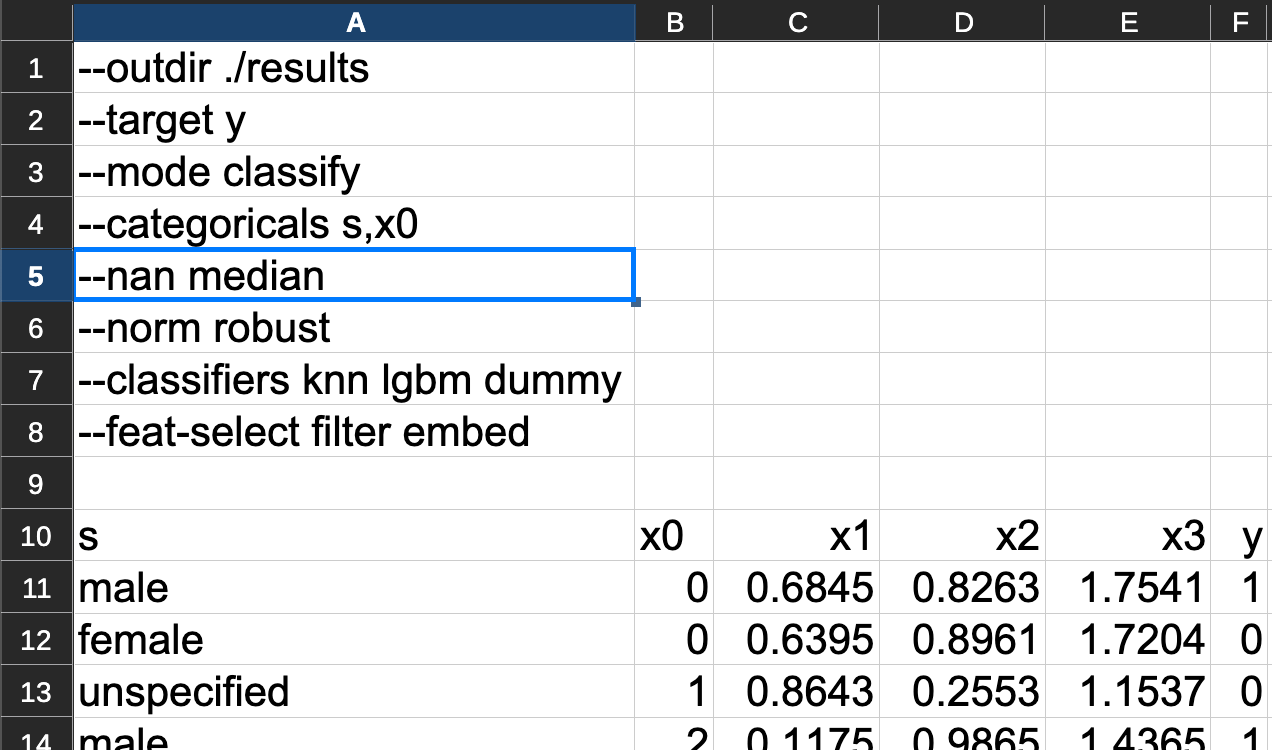 A B C D E F
1 --outdir ./results
2 --target y
3 --mode classify
4 --categoricals s,x0
5 --nan median
6 --norm robust
7 --classifiers knn lgbm dummy
8 --feat-select filter embed
9
10 s x0 x1 x2 x3 y
11 male 0 0.6845 0.8263 1.7541 1
12 female 0 0.6395 0.8961 1.7204 0
13 unspecified 1 0.8643 0.2553 1.1537 0
14 male 2 0.1175 0.9865 1.4365 1